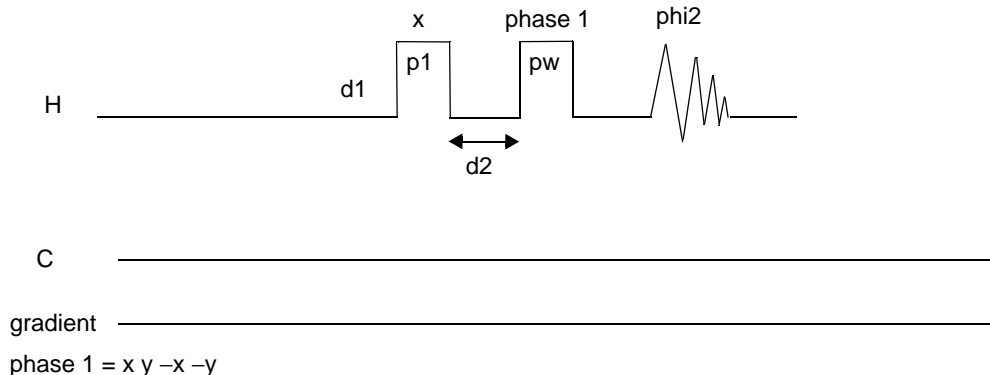 x phase 1 phi2
p1 pw
d1
H
d2
C
gradient
phase 1 = x y –x –y